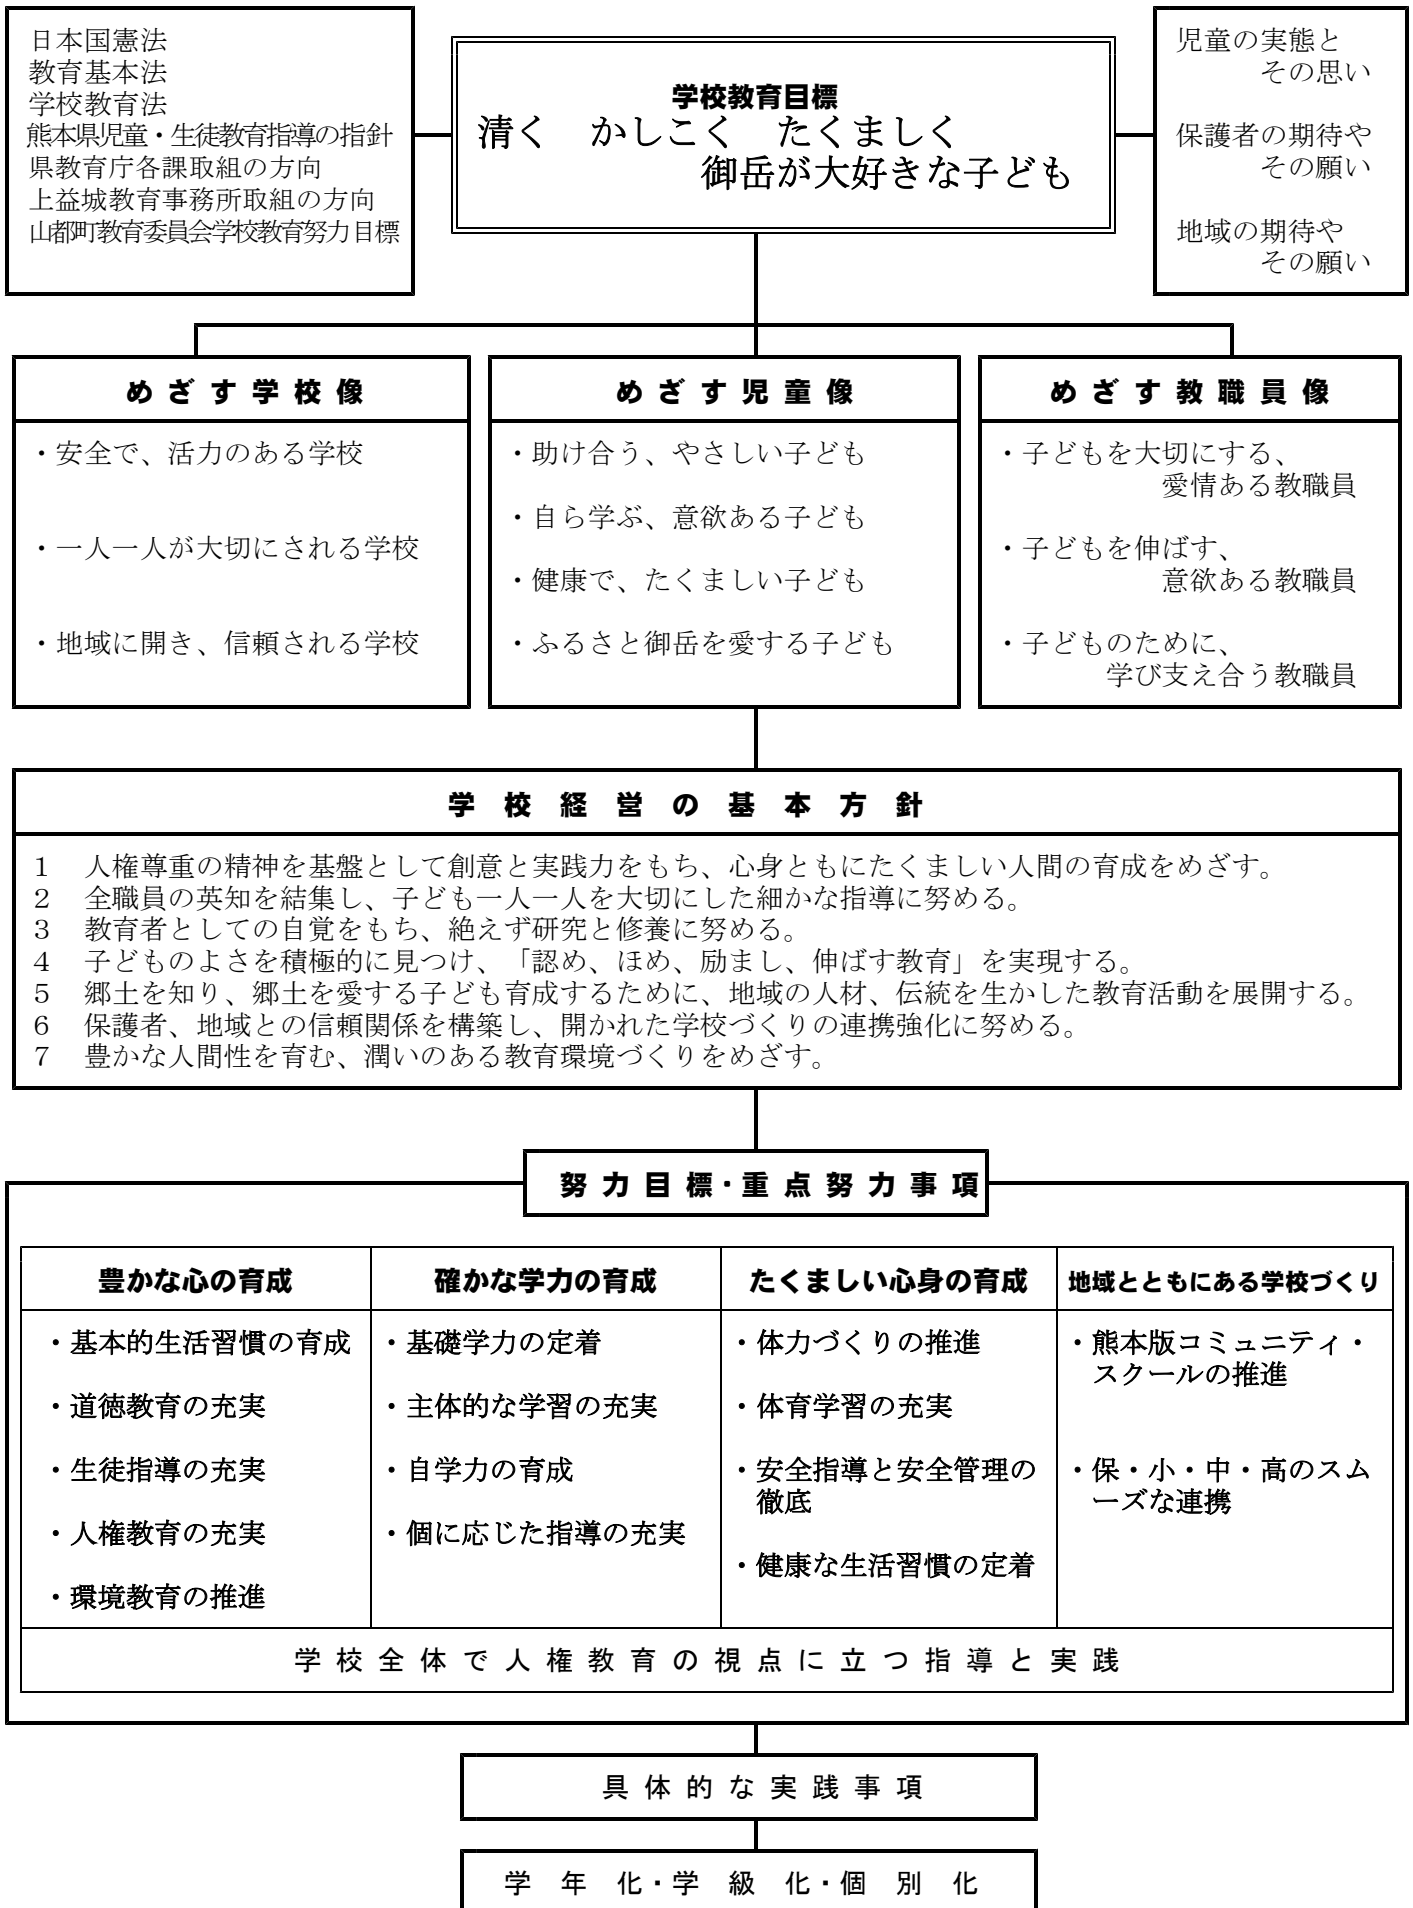 日本国憲法
教育基本法
学校教育法
熊本県児童・生徒教育指導の指針
県教育庁各課取組の方向
上益城教育事務所取組の方向
山都町教育委員会学校教育努力目標
学校教育目標
清く　かしこく　たくましく
御岳が大好きな子ども
児童の実態と
その思い
保護者の期待や
その願い
地域の期待や
その願い
めざす学校像
・安全で、活力のある学校
・一人一人が大切にされる学校
・地域に開き、信頼される学校
めざす児童像
・助け合う、やさしい子ども
・自ら学ぶ、意欲ある子ども
・健康で、たくましい子ども
・ふるさと御岳を愛する子ども
めざす教職員像
・子どもを大切にする、
愛情ある教職員
・子どもを伸ばす、
意欲ある教職員
・子どものために、
学び支え合う教職員
学校経営の基本方針
１　人権尊重の精神を基盤として創意と実践力をもち、心身ともにたくましい人間の育成をめざす。
２　全職員の英知を結集し、子ども一人一人を大切にした細かな指導に努める。
３　教育者としての自覚をもち、絶えず研究と修養に努める。
４　子どものよさを積極的に見つけ、「認め、ほめ、励まし、伸ばす教育」を実現する。
５　郷土を知り、郷土を愛する子ども育成するために、地域の人材、伝統を生かした教育活動を展開する。
６　保護者、地域との信頼関係を構築し、開かれた学校づくりの連携強化に努める。
７　豊かな人間性を育む、潤いのある教育環境づくりをめざす。
努力目標・重点努力事項
豊かな心の育成
・基本的生活習慣の育成
・道徳教育の充実
・生徒指導の充実
・人権教育の充実
・環境教育の推進
確かな学力の育成
・基礎学力の定着
・主体的な学習の充実
・自学力の育成
・個に応じた指導の充実
たくましい心身の育成
・体力づくりの推進
・体育学習の充実
・安全指導と安全管理の
徹底
・健康な生活習慣の定着
地域とともにある学校づくり
・熊本版コミュニティ・
スクールの推進
・保・小・中・高のスム
ーズな連携
学校全体で人権教育の視点に立つ指導と実践
具体的な実践事項
学　年　化・学　級　化・個　別　化